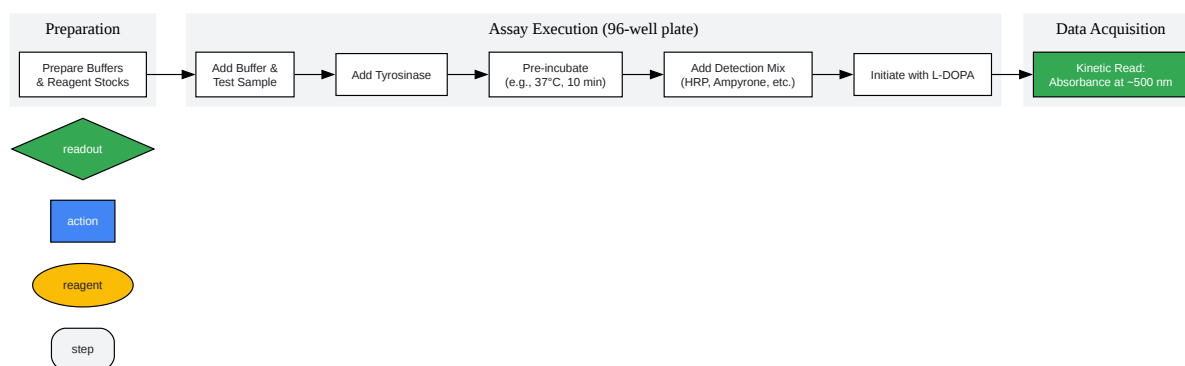 Preparation
Assay Execution (96-well plate)
Data Acquisition
Prepare Buffers
& Reagent Stocks
Add Buffer &
Test Sample
Add Tyrosinase
Pre-incubate
(e.g., 37°C, 10 min)
Add Detection Mix
(HRP, Ampyrone, etc.)
Initiate with L-DOPA
Kinetic Read:
Absorbance at ~500 nm
readout
action
reagent
step